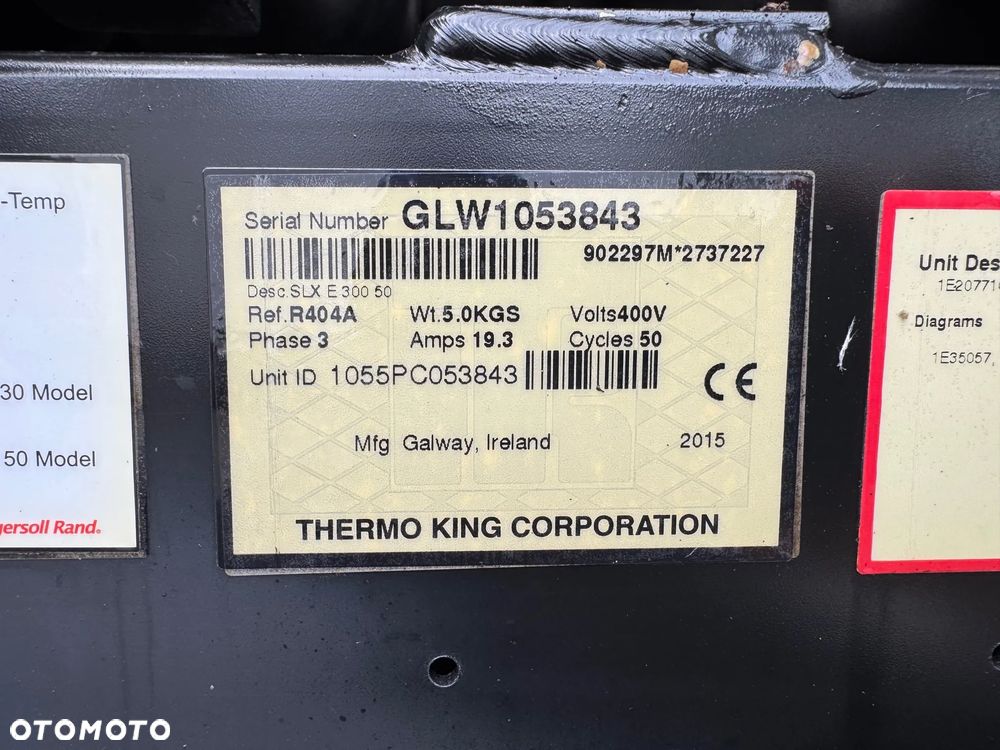 -Temp
30 Model
50 Model
gersoll Rand®
Serial Number GLW1053843
902297M*2737227
Desc.SLX E 300 50
Ref.R404A Wt.5.0KGS Volts400V
Phase 3 Amps 19.3 Cycles 50
Unit ID 1055PC053843
CE
Mfg Galway, Ireland 2015
THERMO KING CORPORATION
Unit Des
1E20771
Diagrams
1E35057,
OTOMOTO